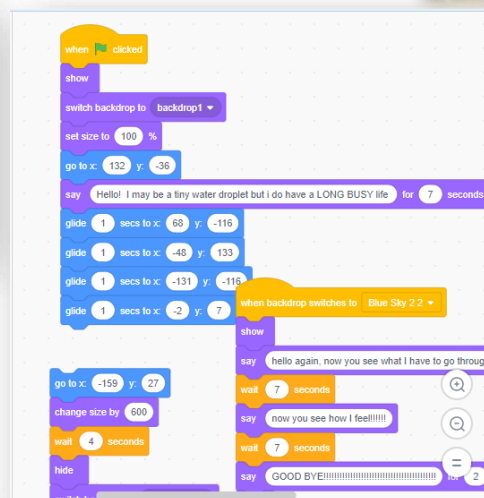 when clicked
show
switch backdrop to backdrop1
set size to 100 %
go to x: 132 y: -36
say Hello! I may be a tiny water droplet but i do have a LONG BUSY life for 7 seconds
glide 1 secs to x: 68 y: -116
glide 1 secs to x: -48 y: 133
glide 1 secs to x: -131 y: -116
glide 1 secs to x: -2 y: 7
when backdrop switches to Blue Sky 2 2
show
say hello again, now you see what I have to go throug
wait 7 seconds
say now you see how I feel!!!!!!
wait 7 seconds
say GOOD BYE!!!!!!!!!!!!!!!!!!!!!!!!!!!!!!!!!!!!!!!!! for 2
go to x: -159 y: 27
change size by 600
wait 4 seconds
hide